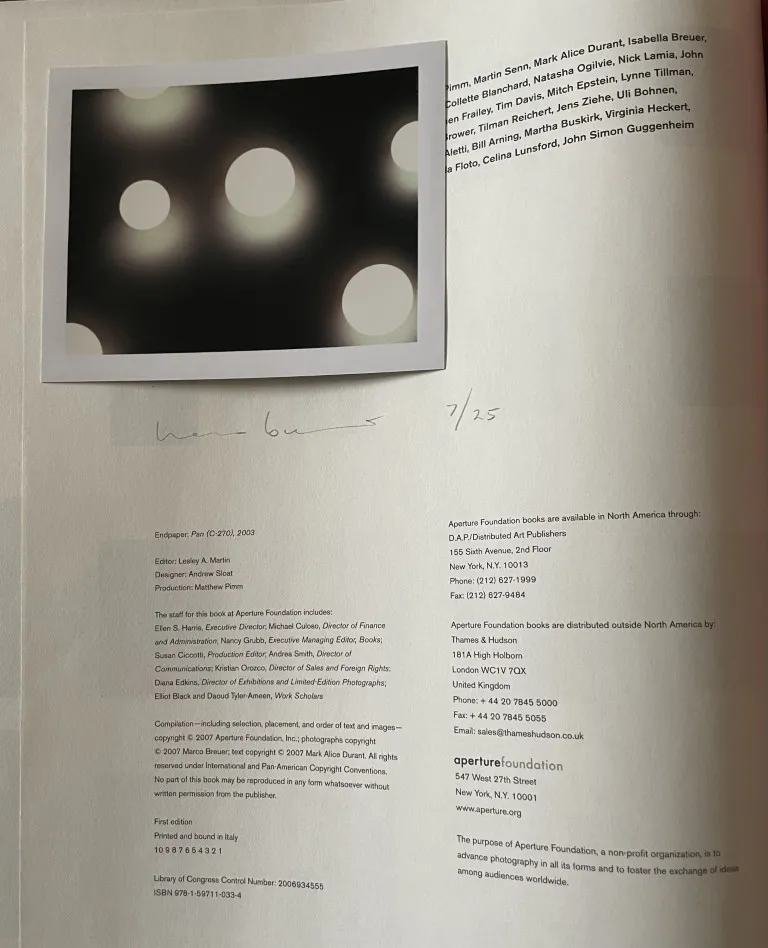 Pimm, Martin Senn, Mark Alice Durant, Isabella Breuer,
Collette Blanchard, Natasha Ogilvie, Nick Lamia, John
en Frailey, Tim Davis, Mitch Epstein, Lynne Tillman,
Brower, Tilman Reichert, Jens Ziehe, Uli Bohnen,
Aletti, Bill Arning, Martha Buskirk, Virginia Heckert,
a Floto, Celina Lunsford, John Simon Guggenheim
7/25
Endpaper: Pan (C-270), 2003
Editor: Lesley A. Martin
Designer: Andrew Sloat
Production: Matthew Pimm
The staff for this book at Aperture Foundation includes:
Ellen S. Harris, Executive Director; Michael Culoso, Director of Finance
and Administration; Nancy Grubb, Executive Managing Editor, Books;
Susan Ciccotti, Production Editor; Andrea Smith, Director of
Communications; Kristian Orozco, Director of Sales and Foreign Rights;
Diana Edkins, Director of Exhibitions and Limited-Edition Photographs;
Elliot Black and Daoud Tyler-Ameen, Work Scholars
Compilation—including selection, placement, and order of text and images—
copyright © 2007 Aperture Foundation, Inc.; photographs copyright
© 2007 Marco Breuer; text copyright © 2007 Mark Alice Durant. All rights
reserved under International and Pan-American Copyright Conventions.
No part of this book may be reproduced in any form whatsoever without
written permission from the publisher.
First edition
Printed and bound in Italy
10 9 8 7 6 5 4 3 2 1
Library of Congress Control Number: 2006934555
ISBN 978-1-59711-033-4
Aperture Foundation books are available in North America through:
D.A.P./Distributed Art Publishers
155 Sixth Avenue, 2nd Floor
New York, N.Y. 10013
Phone: (212) 627-1999
Fax: (212) 627-9484
Aperture Foundation books are distributed outside North America by:
Thames & Hudson
181A High Holborn
London WC1V 7QX
United Kingdom
Phone: + 44 20 7845 5000
Fax: + 44 20 7845 5055
Email: sales@thameshudson.co.uk
aperturefoundation
547 West 27th Street
New York, N.Y. 10001
www.aperture.org
The purpose of Aperture Foundation, a non-profit organization, is to
advance photography in all its forms and to foster the exchange of ideas
among audiences worldwide.